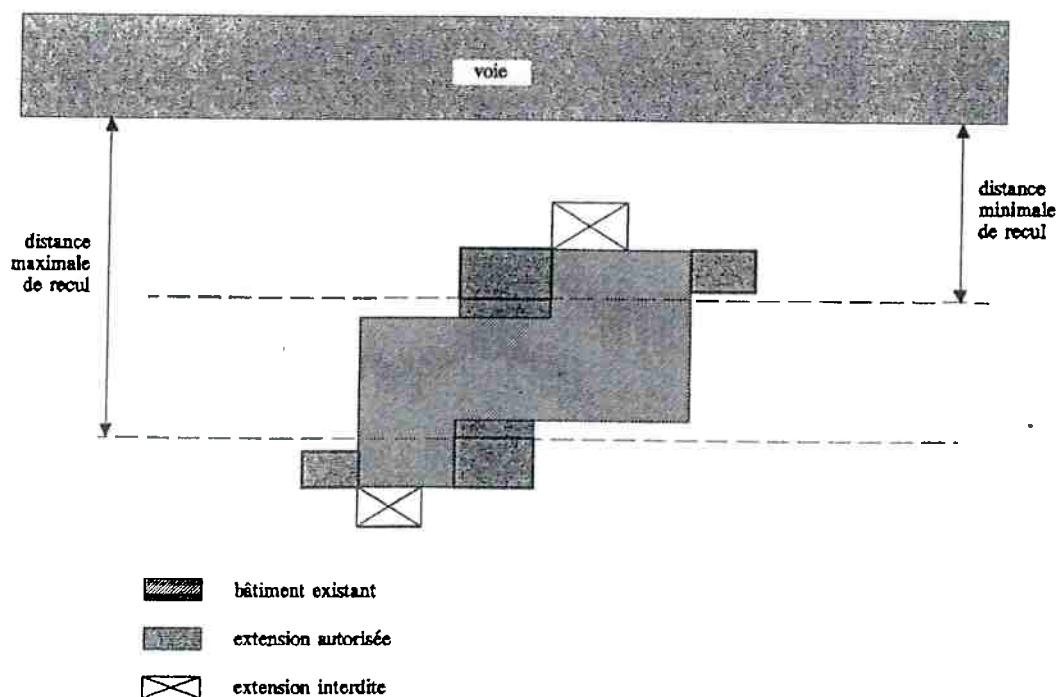 voie
distance
maximale
de recul
distance
minimale
de recul
bâtiment existant
extension autorisée
extension interdite